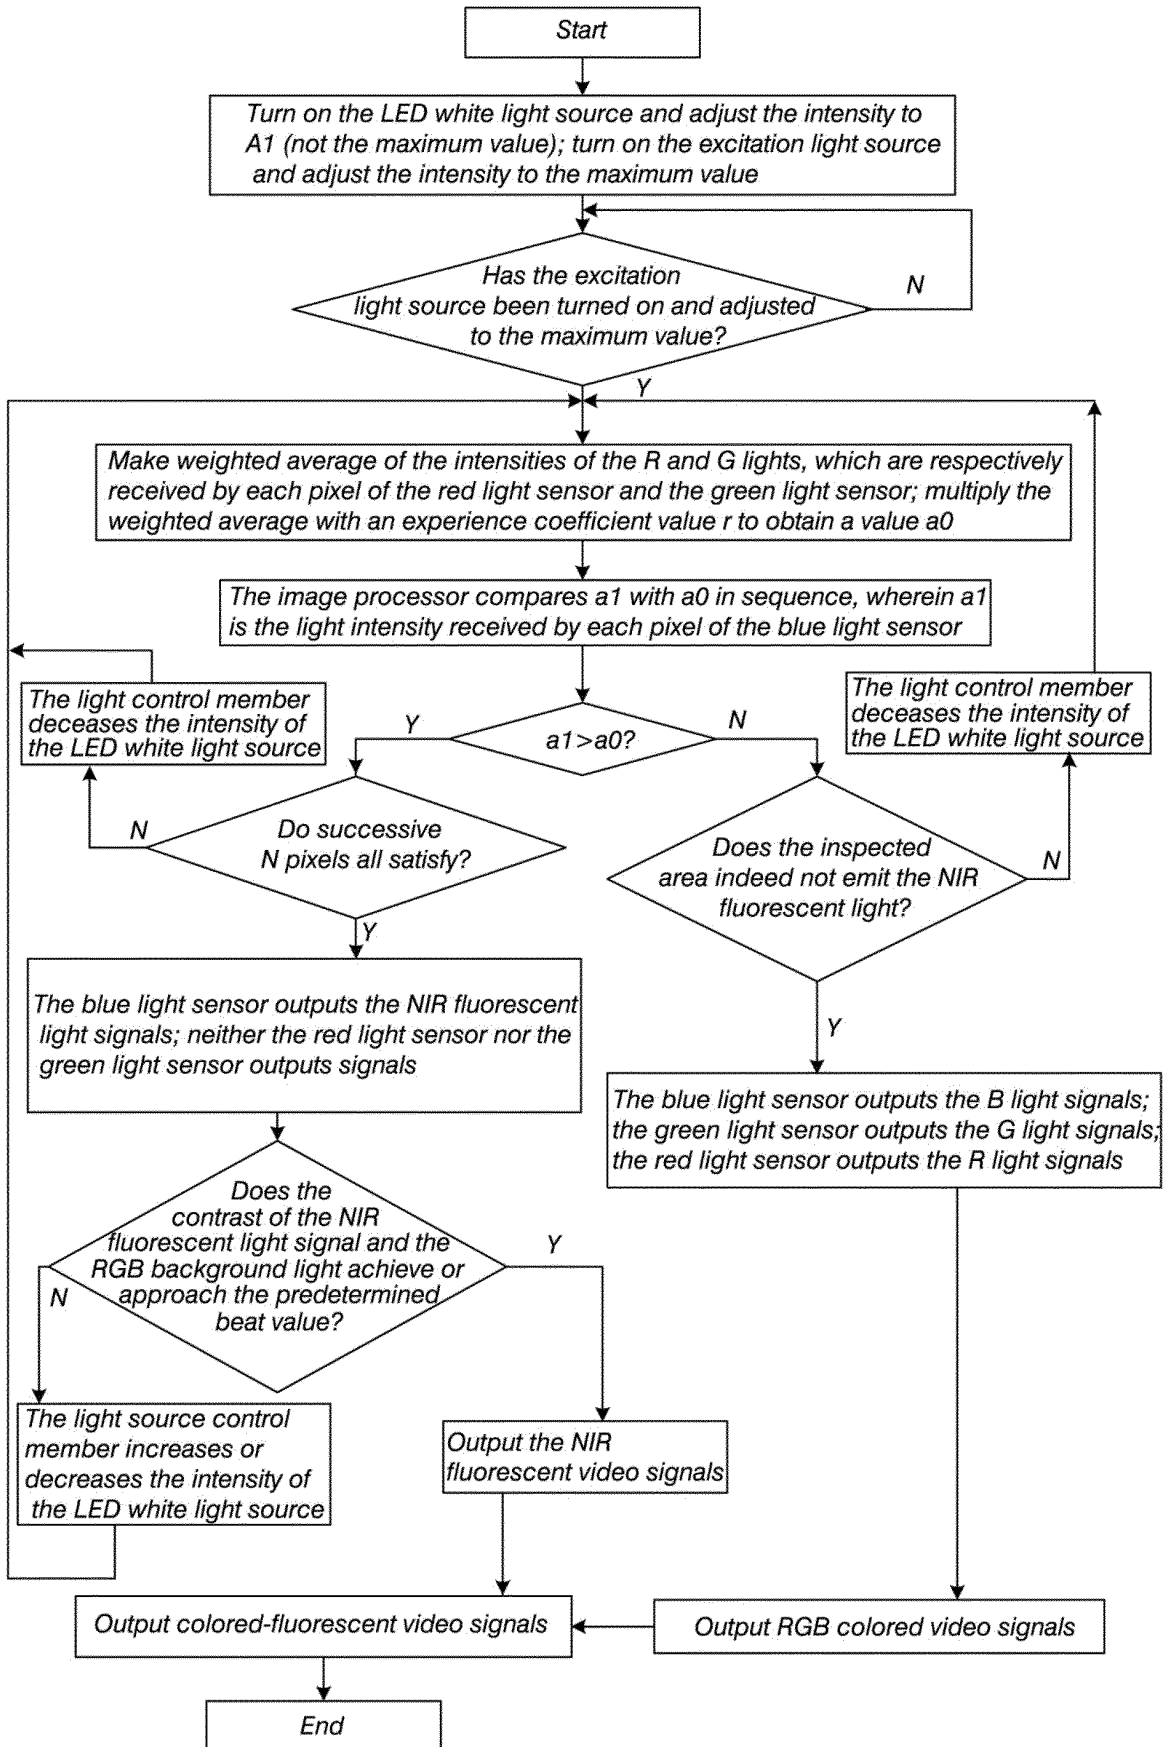 Start
Turn on the LED white light source and adjust the intensity to
A1 (not the maximum value); turn on the excitation light source
and adjust the intensity to the maximum value
Has the excitation
light source been turned on and adjusted
to the maximum value?
N
Y
Make weighted average of the intensities of the R and G lights, which are respectively
received by each pixel of the red light sensor and the green light sensor; multiply the
weighted average with an experience coefficient value r to obtain a value a0
The image processor compares a1 with a0 in sequence, wherein a1
is the light intensity received by each pixel of the blue light sensor
The light control member
deceases the intensity of
the LED white light source
The light control member
deceases the intensity of
the LED white light source
Y
a1>a0?
N
N
Do successive
N pixels all satisfy?
Y
Does the inspected
area indeed not emit the NIR
fluorescent light?
N
Y
The blue light sensor outputs the NIR fluorescent
light signals; neither the red light sensor nor the
green light sensor outputs signals
The blue light sensor outputs the B light signals;
the green light sensor outputs the G light signals;
the red light sensor outputs the R light signals
Does the
contrast of the NIR
fluorescent light signal and the
RGB background light achieve or
approach the predetermined
beat value?
Y
N
The light source control
member increases or
decreases the intensity of
the LED white light source
Output the NIR
fluorescent video signals
Output colored-fluorescent video signals
Output RGB colored video signals
End